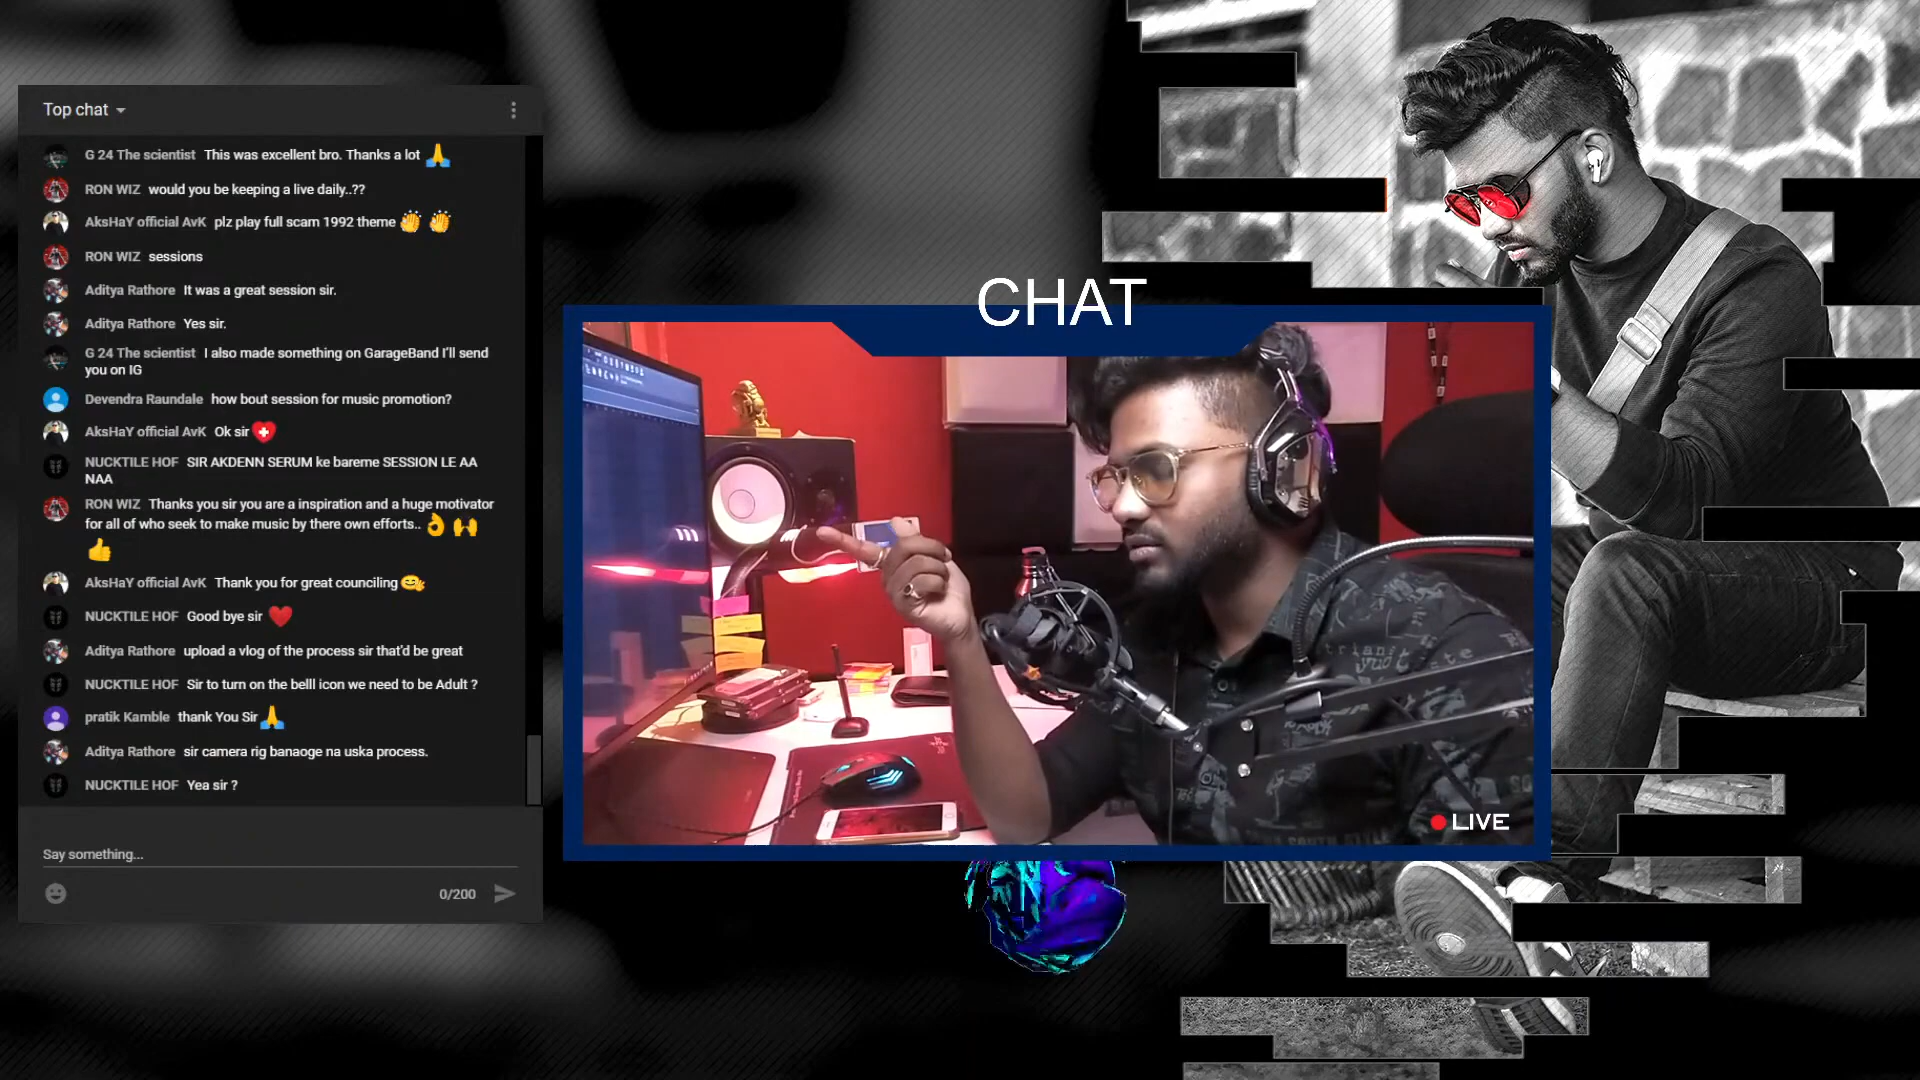 Top chat
G 24 The scientist This was excellent bro. Thanks a lot
RON WIZ would you be keeping a live daily..??
AksHaY official AvK plz play full scam 1992 theme
RON WIZ sessions
Aditya Rathore It was a great session sir.
Aditya Rathore Yes sir.
G 24 The scientist I also made something on GarageBand I'll send
you on IG
Devendra Raundale how bout session for music promotion?
AksHaY official AvK Ok sir
NUCKTILE HOF SIR AKDENN SERUM ke bareme SESSION LE AA
NAA
RON WIZ Thanks you sir you are a inspiration and a huge motivator
for all of who seek to make music by there own efforts..
AksHaY official AvK Thank you for great counciling
NUCKTILE HOF Good bye sir
Aditya Rathore upload a vlog of the process sir that'd be great
NUCKTILE HOF Sir to turn on the belll icon we need to be Adult ?
pratik Kamble thank You Sir
Aditya Rathore sir camera rig banaoge na uska process.
NUCKTILE HOF Yea sir ?
Say something...
0/200
CHAT
LIVE